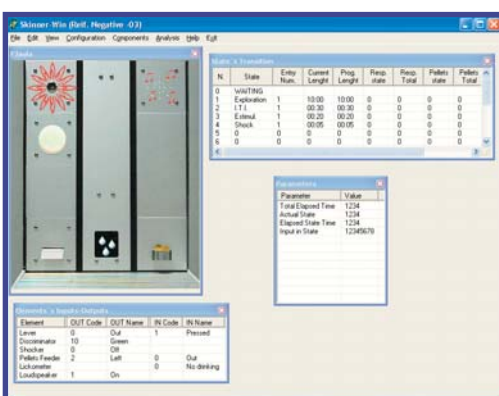 Skinner-Win (Reif. Negative -03)
File Edit View Configuration Components Analysis Help Exit
State's Transition
N. State Entry Num. Current Lenght Prog. Lenght Resp. state Resp. Total Pellets state Pellets Total
0 WAITING
1 Exploration 1 10:00 10:00 0 0 0 0
2 I.T.I. 1 00:30 00:30 0 0 0 0
3 Estimul. 1 00:20 00:20 0 0 0 0
4 Shock 1 00:05 00:05 0 0 0 0
5 0 0 0 0 0 0 0 0
6 0 0 0 0 0 0 0 0
Parameters
Parameter Value
Total Elapsed Time 1234
Actual State 1234
Elapsed State Time 1234
Input in State 12345678
Elements's Inputs-Outputs
Element OUT Code OUT Name IN Code IN Name
Lever 0 Out 1 Pressed
Discriminator 10 Green
Shocker 0 Off
Pellets Feeder 2 Left 0 Out
Lickometer 0 No drinking
Loudspeaker 1 On